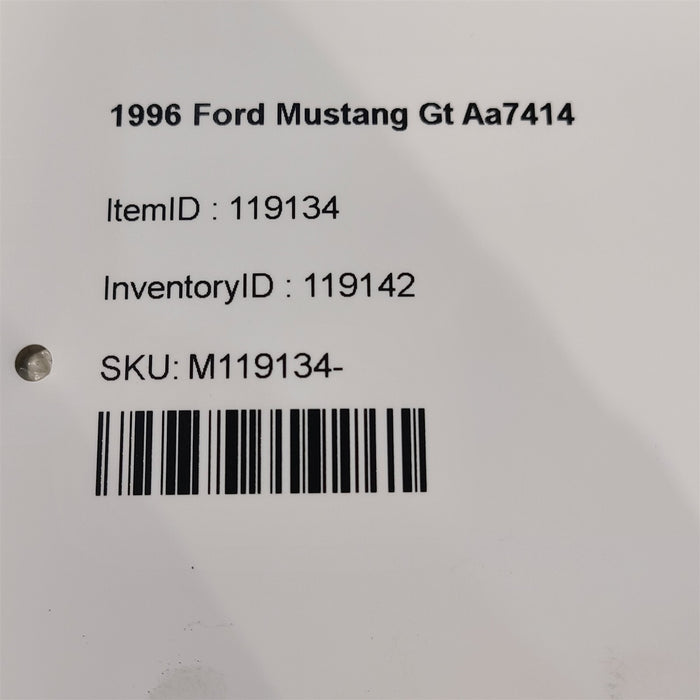 1996 Ford Mustang Gt Aa7414
ItemID : 119134
InventoryID : 119142
SKU: M119134-